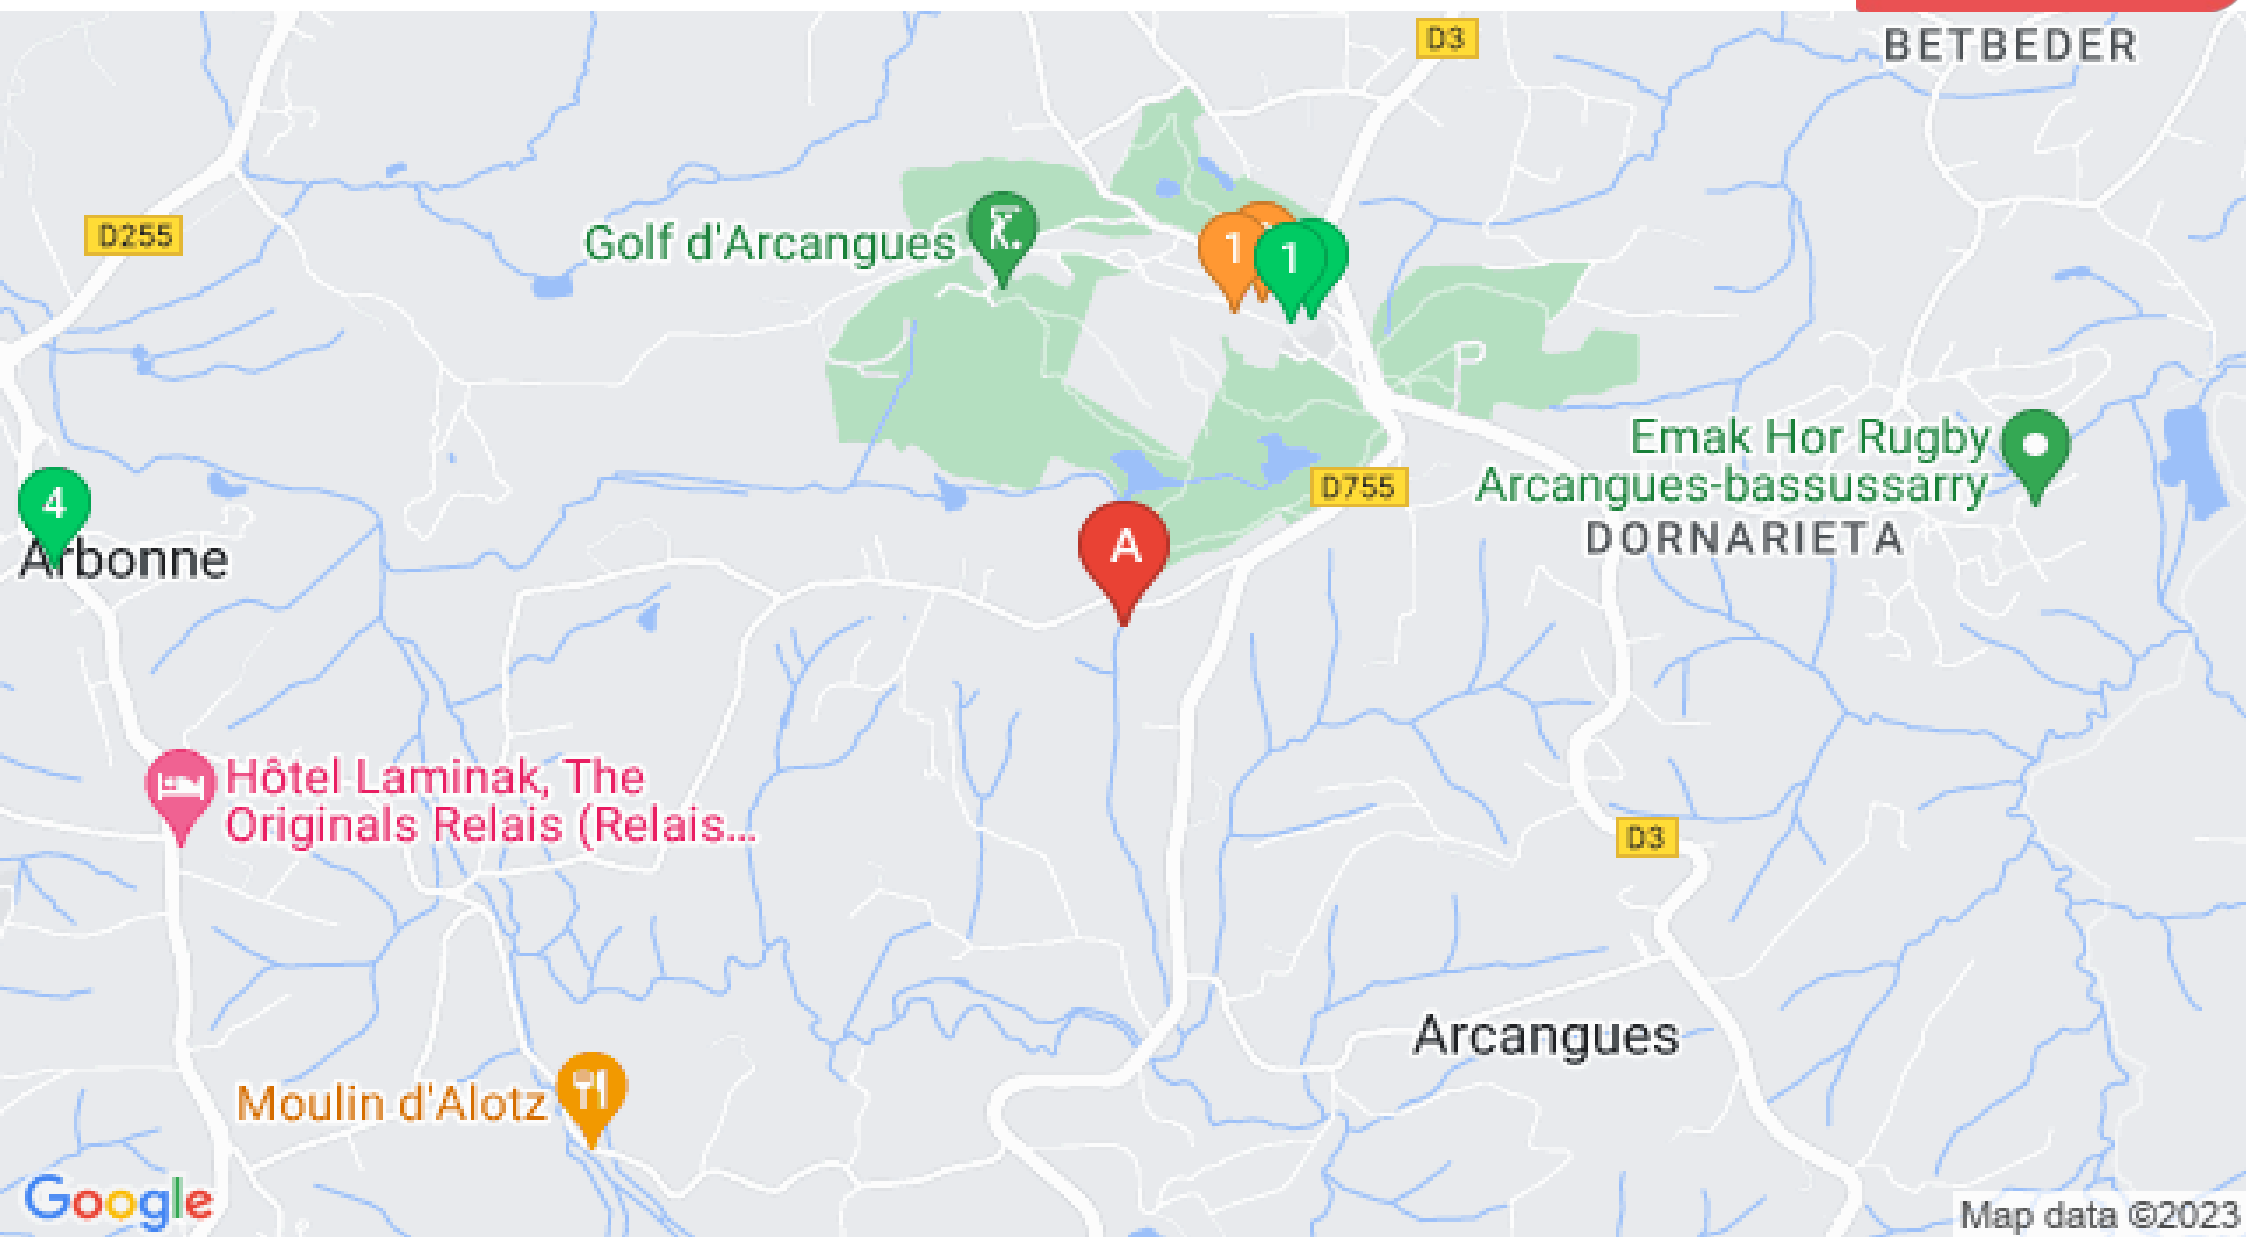 D3
BETBEDER
D255
Golf d'Arcangues
1
1
Emak Hor Rugby
Arcangues-bassussarry
D755
DORNARIETA
4
Arbonne
A
Hôtel Laminak, The
Originals Relais (Relais...
D3
Arcangues
Moulin d'Alotz
Google
Map data ©2023